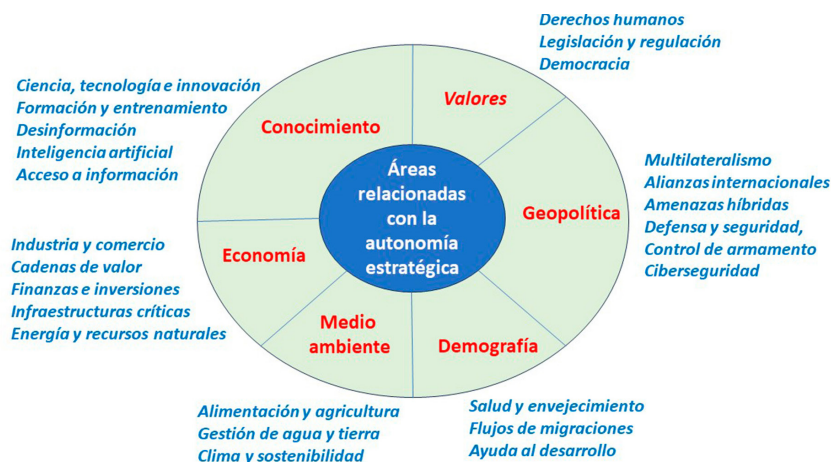 Derechos humanos
Legislación y regulación
Democracia
Ciencia, tecnología e innovación
Formación y entrenamiento
Desinformación
Inteligencia artificial
Acceso a información
Valores
Conocimiento
Áreas
relacionadas
con la
autonomía
estratégica
Geopolítica
Multilateralismo
Alianzas internacionales
Amenazas híbridas
Defensa y seguridad,
Control de armamento
Ciberseguridad
Industria y comercio
Cadenas de valor
Finanzas e inversiones
Infraestructuras críticas
Energía y recursos naturales
Economía
Medio
ambiente
Demografía
Alimentación y agricultura
Gestión de agua y tierra
Clima y sostenibilidad
Salud y envejecimiento
Flujos de migraciones
Ayuda al desarrollo